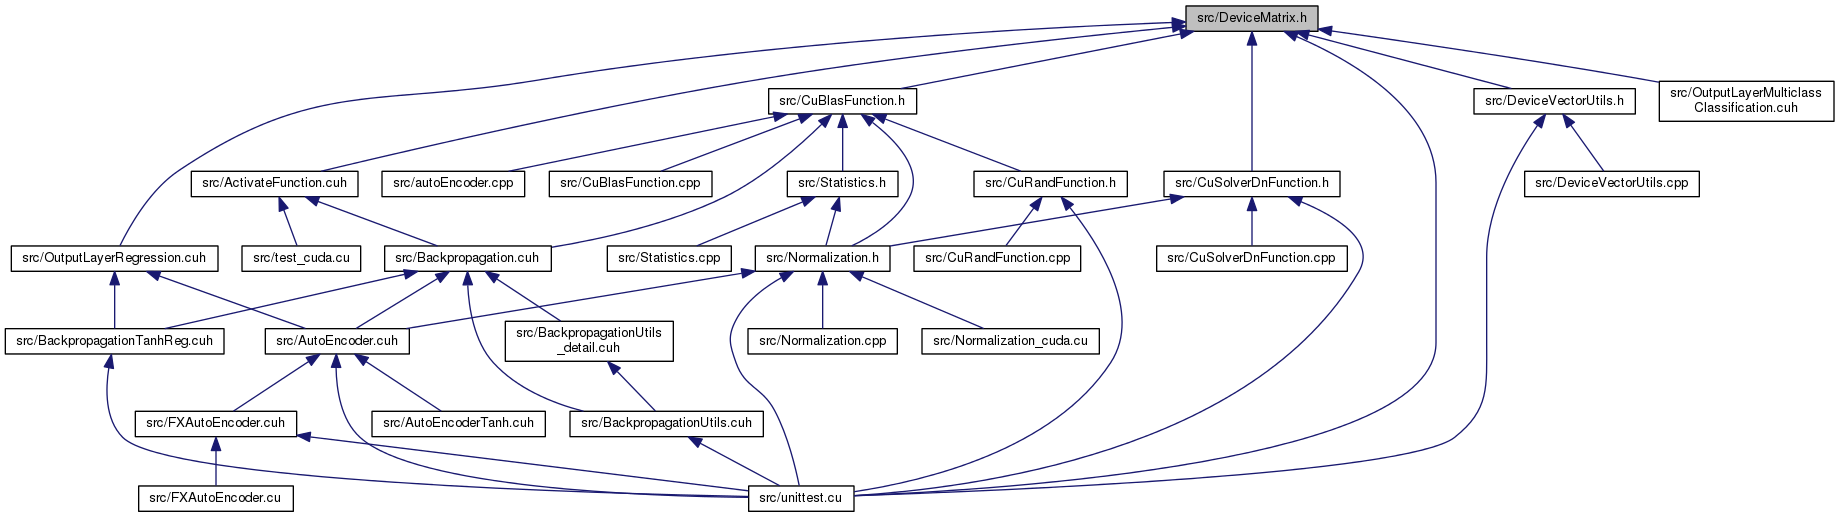 src/DeviceMatrix.h
src/CuBlasFunction.h
src/DeviceVectorUtils.h
src/OutputLayerMulticlass
Classification.cuh
src/ActivateFunction.cuh
src/autoEncoder.cpp
src/CuBlasFunction.cpp
src/Statistics.h
src/CuRandFunction.h
src/CuSolverDnFunction.h
src/DeviceVectorUtils.cpp
src/OutputLayerRegression.cuh
src/test_cuda.cu
src/Backpropagation.cuh
src/Statistics.cpp
src/Normalization.h
src/CuRandFunction.cpp
src/CuSolverDnFunction.cpp
src/BackpropagationTanhReg.cuh
src/AutoEncoder.cuh
src/BackpropagationUtils
_detail.cuh
src/Normalization.cpp
src/Normalization_cuda.cu
src/FXAutoEncoder.cuh
src/AutoEncoderTanh.cuh
src/BackpropagationUtils.cuh
src/FXAutoEncoder.cu
src/unittest.cu